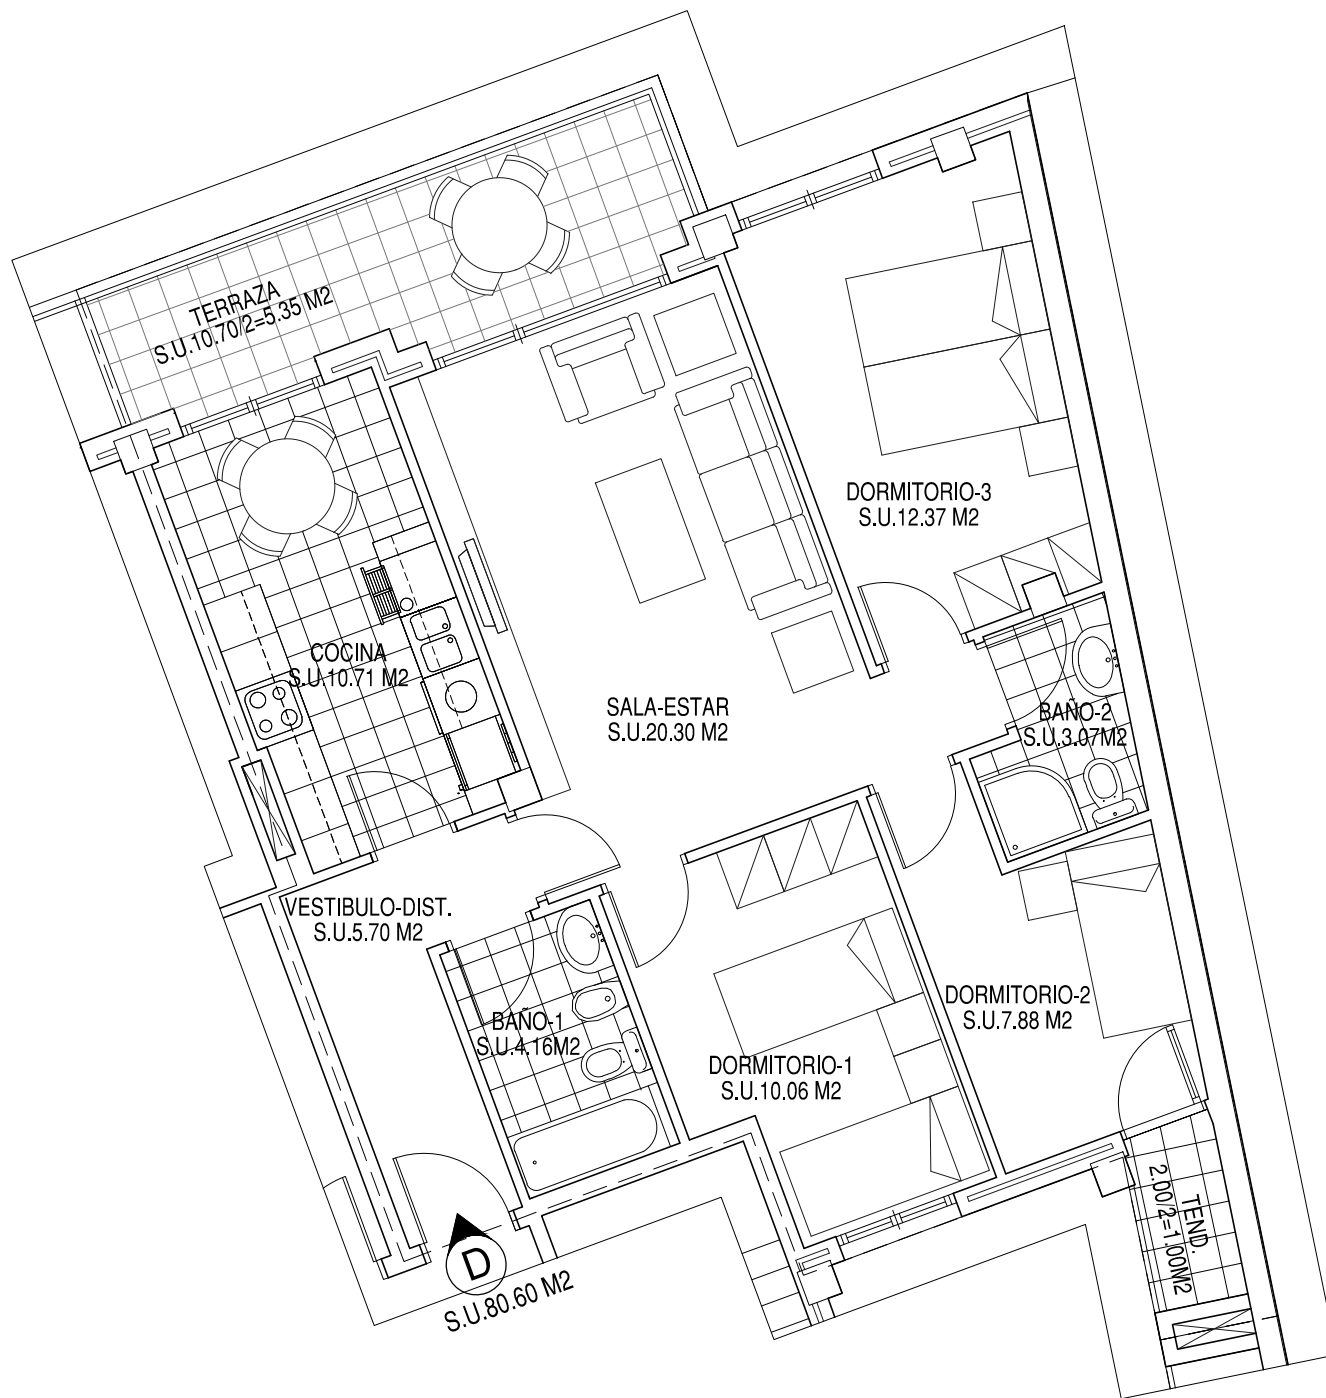 TERRAZA
S.U.10.70/2=5.35 M2
DORMITORIO-3
S.U.12.37 M2
COCINA
S.U.10.71 M2
SALA-ESTAR
S.U.20.30 M2
BAÑO-2
S.U.3.07M2
VESTIBULO-DIST.
S.U.5.70 M2
BAÑO-1
S.U.4.16M2
DORMITORIO-2
S.U.7.88 M2
DORMITORIO-1
S.U.10.06 M2
TEND.
2.00/2=1.00M2
D
S.U.80.60 M2